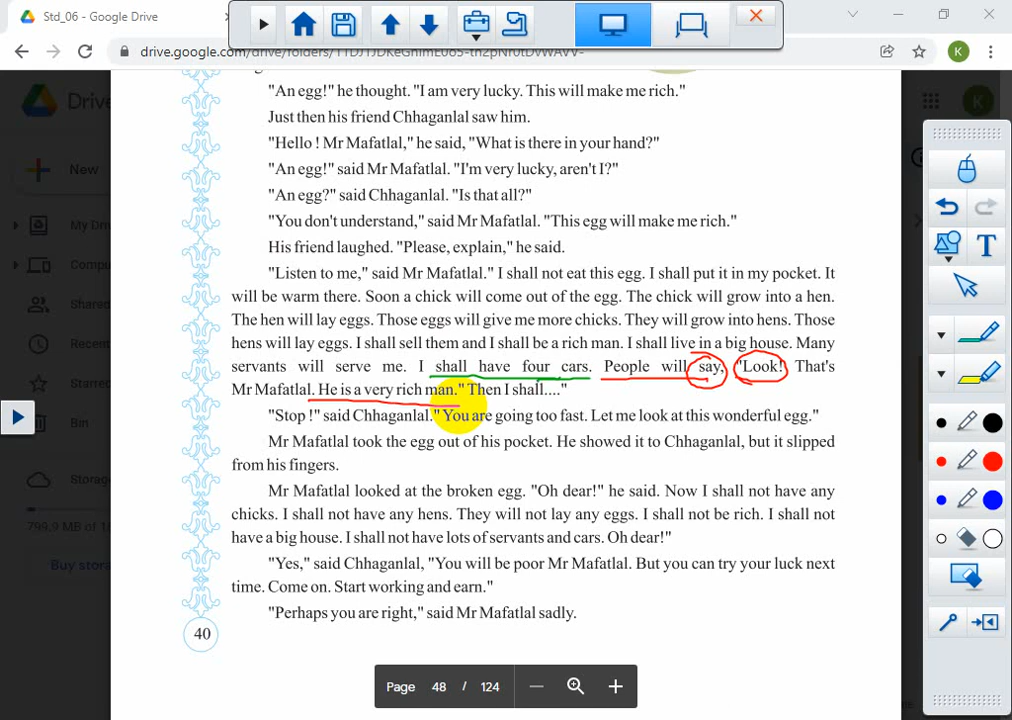 Std_06 - Google Drive
drive.google.com/drive/folders/
K
Drive
K
New
My Dri
Compu
Shared
Recen
Starred
Bin
Storag
799.9 MB of 1
Buy stora
"An egg!" he thought. "I am very lucky. This will make me rich."
Just then his friend Chhaganlal saw him.
"Hello ! Mr Mafatlal," he said, "What is there in your hand?"
"An egg!" said Mr Mafatlal. "I'm very lucky, aren't I?"
"An egg?" said Chhaganlal. "Is that all?"
"You don't understand," said Mr Mafatlal. "This egg will make me rich."
His friend laughed. "Please, explain," he said.
"Listen to me," said Mr Mafatlal." I shall not eat this egg. I shall put it in my pocket. It
will be warm there. Soon a chick will come out of the egg. The chick will grow into a hen.
The hen will lay eggs. Those eggs will give me more chicks. They will grow into hens. Those
hens will lay eggs. I shall sell them and I shall be a rich man. I shall live in a big house. Many
servants will serve me. I shall have four cars. People will say, "Look! That's
Mr Mafatlal. He is a very rich man." Then I shall...."
"Stop !" said Chhaganlal." You are going too fast. Let me look at this wonderful egg."
Mr Mafatlal took the egg out of his pocket. He showed it to Chhaganlal, but it slipped
from his fingers.
Mr Mafatlal looked at the broken egg. "Oh dear!" he said. Now I shall not have any
chicks. I shall not have any hens. They will not lay any eggs. I shall not be rich. I shall not
have a big house. I shall not have lots of servants and cars. Oh dear!"
"Yes," said Chhaganlal, "You will be poor Mr Mafatlal. But you can try your luck next
time. Come on. Start working and earn."
"Perhaps you are right," said Mr Mafatlal sadly.
40
Page 48 / 124
T